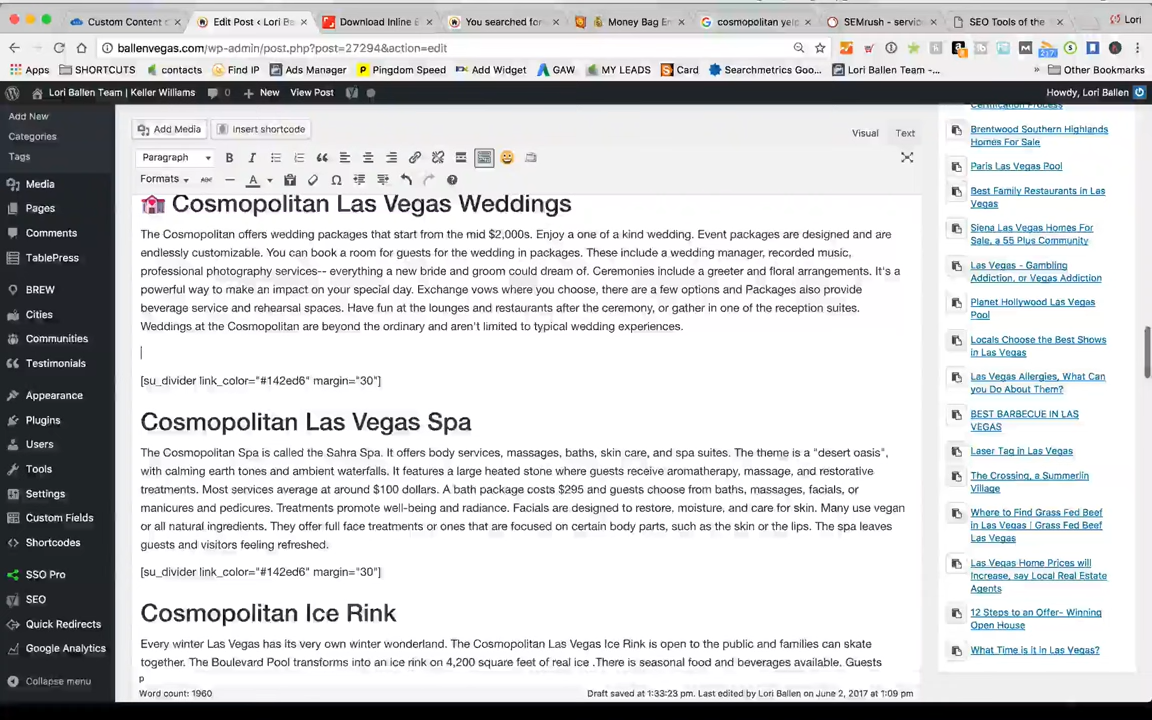 Custom Content c
Edit Post ‹ Lori B
Download Inline E
You searched for
Money Bag En
cosmopolitan yelp
SEMrush - servic
SEO Tools of the
Lori
ballenvegas.com/wp-admin/post.php?post=27294&action=edit
Apps
SHORTCUTS
contacts
Find IP
Ads Manager
Pingdom Speed
Add Widget
GAW
MY LEADS
Card
Searchmetrics Goo...
Lori Ballen Team -...
Other Bookmarks
Lori Ballen Team | Keller Williams
0
New
View Post
Howdy, Lori Ballen
Add New
Categories
Tags
Media
Pages
Comments
TablePress
BREW
Cities
Communities
Testimonials
Appearance
Plugins
Users
Tools
Settings
Custom Fields
Shortcodes
SSO Pro
SEO
Quick Redirects
Google Analytics
Collapse menu
Add Media
Insert shortcode
Visual
Text
Paragraph
B
I
Formats
ABC
A
Cosmopolitan Las Vegas Weddings
The Cosmopolitan offers wedding packages that start from the mid $2,000s. Enjoy a one of a kind wedding. Event packages are designed and are
endlessly customizable. You can book a room for guests for the wedding in packages. These include a wedding manager, recorded music,
professional photography services-- everything a new bride and groom could dream of. Ceremonies include a greeter and floral arrangements. It's a
powerful way to make an impact on your special day. Exchange vows where you choose, there are a few options and Packages also provide
beverage service and rehearsal spaces. Have fun at the lounges and restaurants after the ceremony, or gather in one of the reception suites.
Weddings at the Cosmopolitan are beyond the ordinary and aren't limited to typical wedding experiences.
[su_divider link_color="#142ed6" margin="30"]
Cosmopolitan Las Vegas Spa
The Cosmopolitan Spa is called the Sahra Spa. It offers body services, massages, baths, skin care, and spa suites. The theme is a "desert oasis",
with calming earth tones and ambient waterfalls. It features a large heated stone where guests receive aromatherapy, massage, and restorative
treatments. Most services average at around $100 dollars. A bath package costs $295 and guests choose from baths, massages, facials, or
manicures and pedicures. Treatments promote well-being and radiance. Facials are designed to restore, moisture, and care for skin. Many use vegan
or all natural ingredients. They offer full face treatments or ones that are focused on certain body parts, such as the skin or the lips. The spa leaves
guests and visitors feeling refreshed.
[su_divider link_color="#142ed6" margin="30"]
Cosmopolitan Ice Rink
Every winter Las Vegas has its very own winter wonderland. The Cosmopolitan Las Vegas Ice Rink is open to the public and families can skate
together. The Boulevard Pool transforms into an ice rink on 4,200 square feet of real ice .There is seasonal food and beverages available. Guests
p
Word count: 1960
Draft saved at 1:33:23 pm. Last edited by Lori Ballen on June 2, 2017 at 1:09 pm
Certification Process
Brentwood Southern Highlands
Homes For Sale
Paris Las Vegas Pool
Best Family Restaurants in Las
Vegas
Siena Las Vegas Homes For
Sale, a 55 Plus Community
Las Vegas - Gambling
Addiction, or Vegas Addiction
Planet Hollywood Las Vegas
Pool
Locals Choose the Best Shows
in Las Vegas
Las Vegas Allergies, What Can
you Do About Them?
BEST BARBECUE IN LAS
VEGAS
Laser Tag in Las Vegas
The Crossing, a Summerlin
Village
Where to Find Grass Fed Beef
in Las Vegas | Grass Fed Beef
Las Vegas
Las Vegas Home Prices will
Increase, say Local Real Estate
Agents
12 Steps to an Offer- Winning
Open House
What Time is it in Las Vegas?